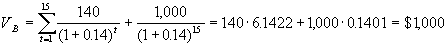 V_B = \sum_{t=1}^{15} \frac{140}{(1+0.14)^t} + \frac{1,000}{(1+0.14)^{15}} = 140 \cdot 6.1422 + 1,000 \cdot 0.1401 = $1,000